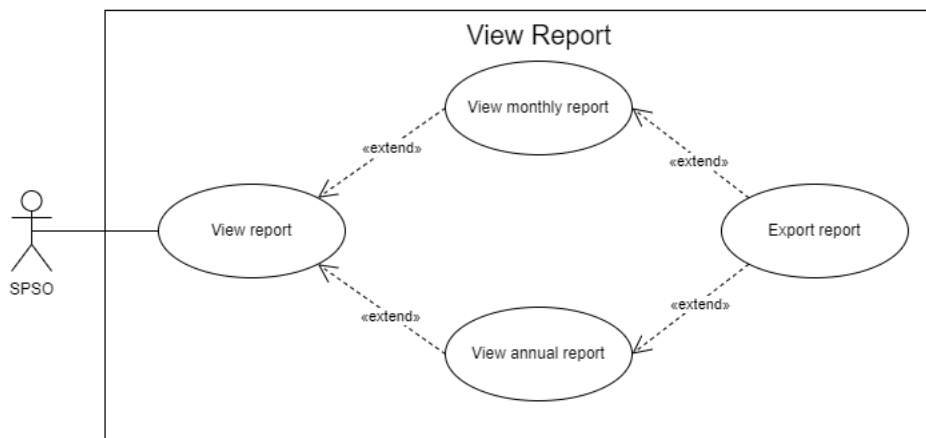 View Report
View monthly report
«extend»
«extend»
View report
Export report
SPSO
«extend»
«extend»
View annual report